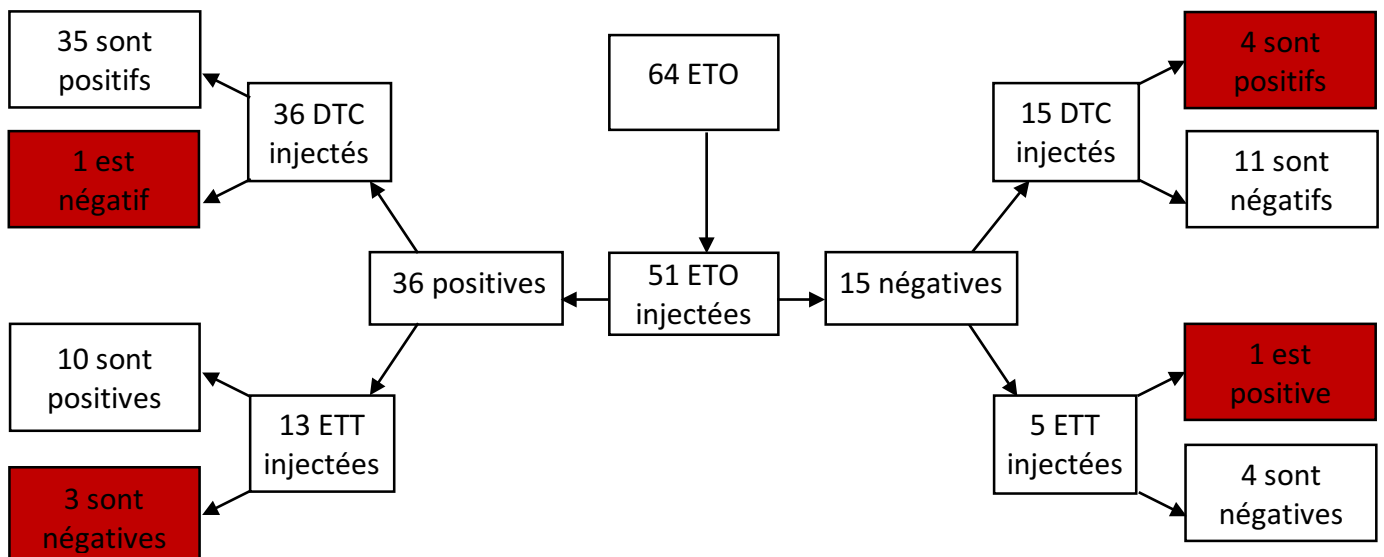 35 sont
positifs
36 DTC
injectés
1 est
négatif
64 ETO
15 DTC
injectés
4 sont
positifs
11 sont
négatifs
36 positives
51 ETO
injectées
15 négatives
10 sont
positives
13 ETT
injectées
3 sont
négatives
5 ETT
injectées
1 est
positive
4 sont
négatives